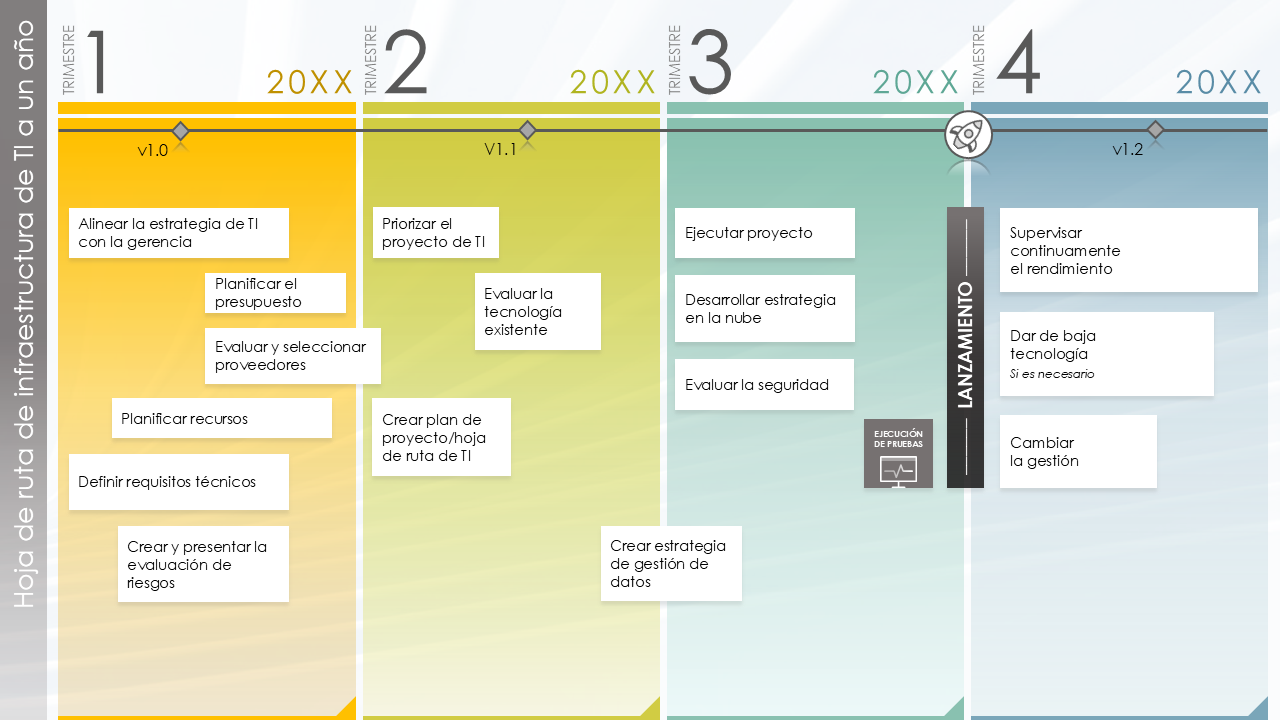 Hoja de ruta de infraestructura de TI a un año
TRIMESTRE
1
20XX
TRIMESTRE
2
20XX
TRIMESTRE
3
20XX
TRIMESTRE
4
20XX
v1.0
V1.1
v1.2
Alinear la estrategia de TI
con la gerencia
Planificar el
presupuesto
Evaluar y seleccionar
proveedores
Planificar recursos
Definir requisitos técnicos
Crear y presentar la
evaluación de
riesgos
Priorizar el
proyecto de TI
Evaluar la
tecnología
existente
Crear plan de
proyecto/hoja
de ruta de TI
Crear estrategia
de gestión de
datos
Ejecutar proyecto
Desarrollar estrategia
en la nube
Evaluar la seguridad
EJECUCIÓN
DE PRUEBAS
LANZAMIENTO
Supervisar
continuamente
el rendimiento
Dar de baja
tecnología
Si es necesario
Cambiar
la gestión